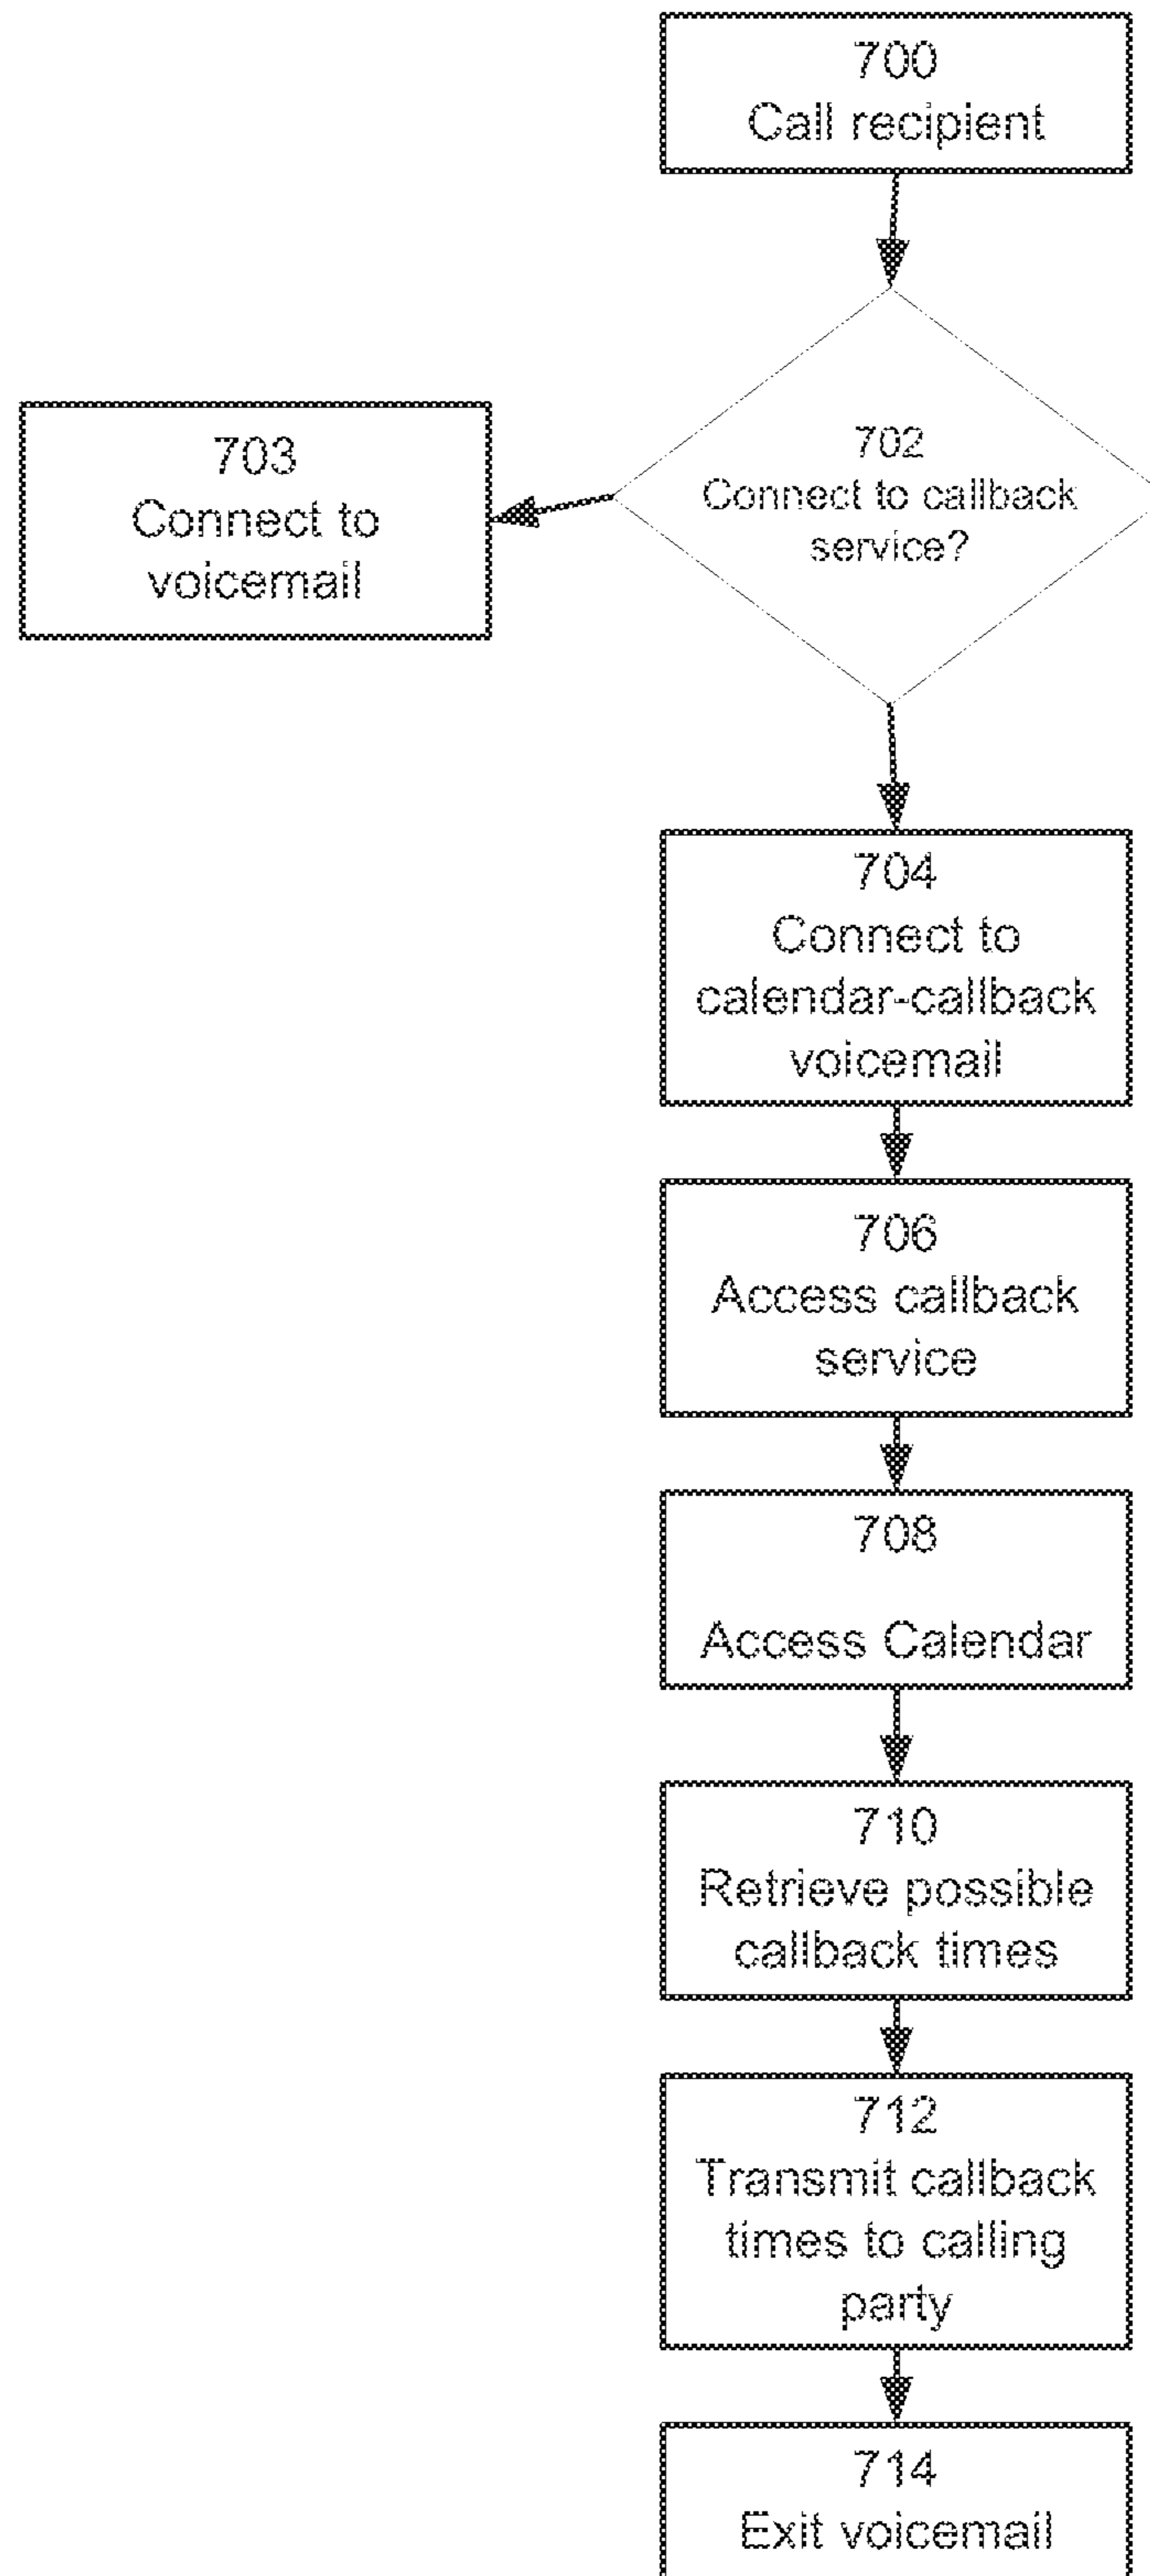 700
Call recipient
702
Connect to callback
service?
703
Connect to
voicemail
704
Connect to
calendar-callback
voicemail
706
Access callback
service
708
Access Calendar
710
Retrieve possible
callback times
712
Transmit callback
times to calling
party
714
Exit voicemail